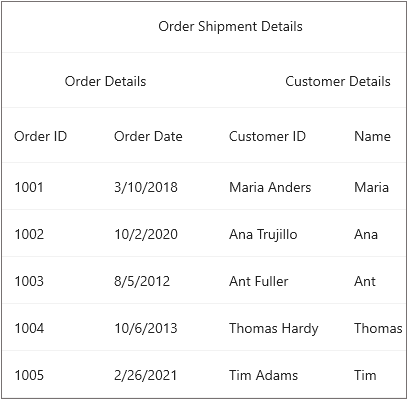 Order Shipment Details
Order Details Customer Details
Order ID Order Date Customer ID Name
1001 3/10/2018 Maria Anders Maria
1002 10/2/2020 Ana Trujillo Ana
1003 8/5/2012 Ant Fuller Ant
1004 10/6/2013 Thomas Hardy Thomas
1005 2/26/2021 Tim Adams Tim